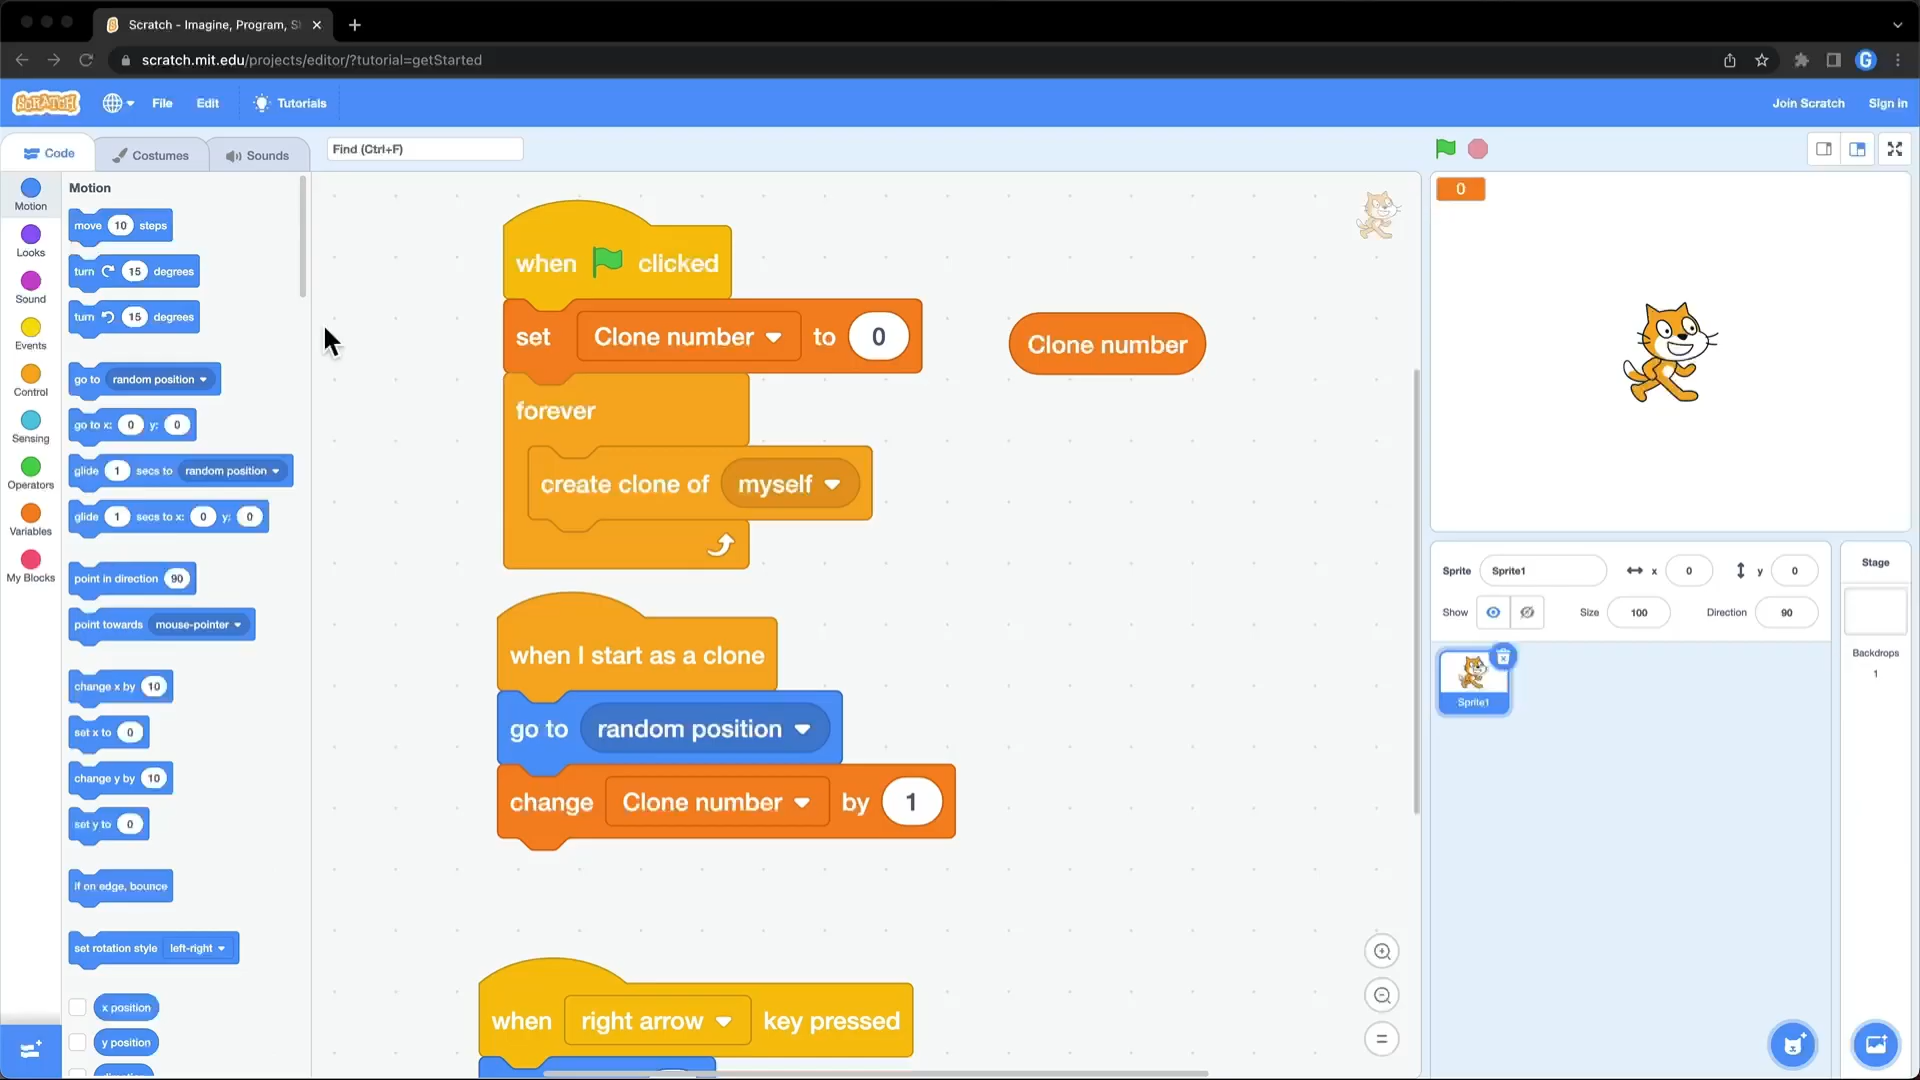 Scratch - Imagine, Program, S
scratch.mit.edu/projects/editor/?tutorial=getStarted
G
SCRATCH
File
Edit
Tutorials
Join Scratch
Sign in
Code
Costumes
Sounds
Find (Ctrl+F)
Motion
Looks
Sound
Events
Control
Sensing
Operators
Variables
My Blocks
Motion
move 10 steps
turn 15 degrees
turn 15 degrees
go to random position
go to x: 0 y: 0
glide 1 secs to random position
glide 1 secs to x: 0 y: 0
point in direction 90
point towards mouse-pointer
change x by 10
set x to 0
change y by 10
set y to 0
if on edge, bounce
set rotation style left-right
x position
y position
when clicked
set Clone number to 0
forever
create clone of myself
Clone number
when I start as a clone
go to random position
change Clone number by 1
when right arrow key pressed
0
Sprite Sprite1 x 0 y 0
Show Size 100 Direction 90
Sprite1
Stage
Backdrops
1